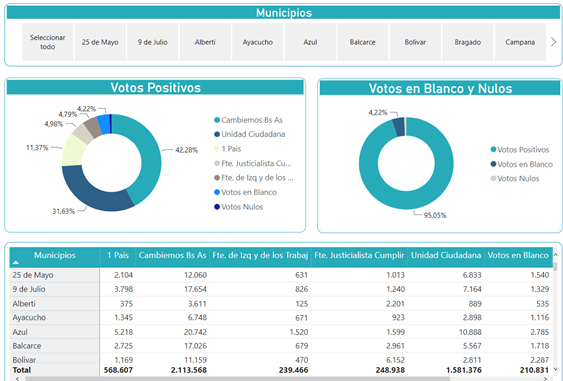 Municipios
Seleccionar todo
25 de Mayo
9 de Julio
Alberti
Ayacucho
Azul
Balcarce
Bolivar
Bragado
Campana
Votos Positivos
4,22%
4,79%
4,98%
11,37%
31,63%
42,28%
Cambiemos Bs As
Unidad Ciudadana
1 Pais
Fte. Justicialista Cu...
Fte. de Izq y de los ...
Votos en Blanco
Votos Nulos
Votos en Blanco y Nulos
4,22%
95,05%
Votos Positivos
Votos en Blanco
Votos Nulos
Municipios 1 Pais Cambiemos Bs As Fte. de Izq y de los Trabaj Fte. Justicialista Cumplir Unidad Ciudadana Votos en Blanco
25 de Mayo 2.104 12.060 631 1.013 6.833 1.540
9 de Julio 3.798 17.654 826 1.240 7.164 1.329
Alberti 375 3.611 125 2.201 889 535
Ayacucho 1.345 6.748 671 923 2.898 1.116
Azul 5.218 20.742 1.520 1.599 10.888 2.785
Balcarce 2.725 17.026 679 2.961 5.567 1.718
Bolivar 1.169 11.159 470 6.152 2.811 2.287
Total 568.607 2.113.568 239.466 248.938 1.581.376 210.831